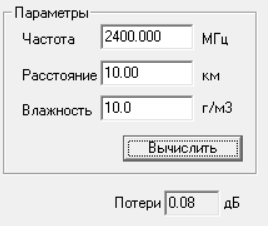 Параметры
Частота 2400.000 МГц
Расстояние 10.00 км
Влажность 10.0 г/м3
Вычислить
Потери 0.08 дБ